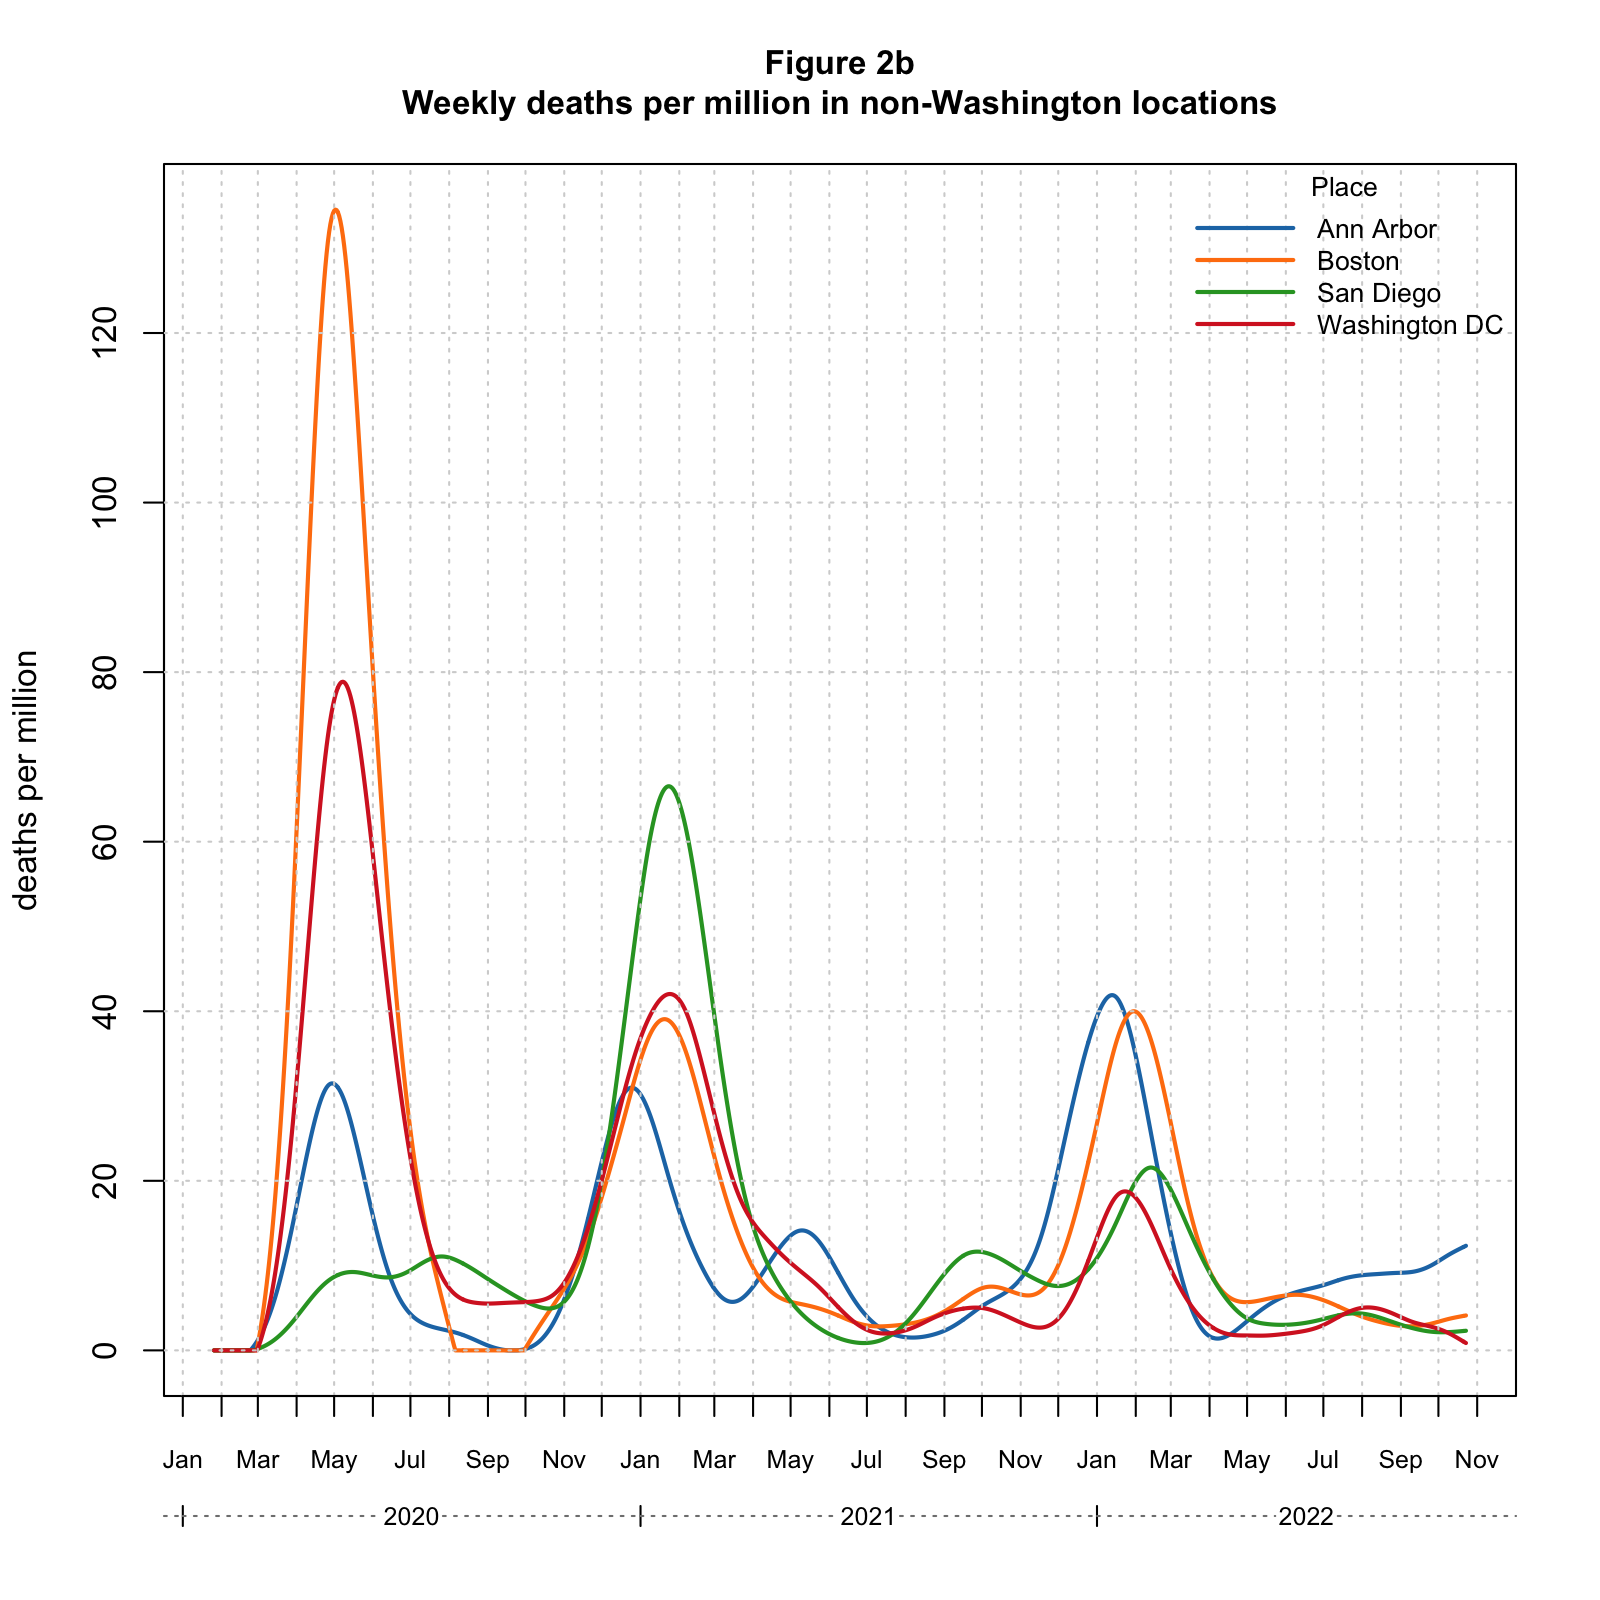 Figure 2b
Weekly deaths per million in non-Washington locations
Place
Ann Arbor
Boston
San Diego
Washington DC
deaths per million
120
100
80
60
40
20
0
Jan Mar May Jul Sep Nov Jan Mar May Jul Sep Nov Jan Mar May Jul Sep Nov
2020 2021 2022